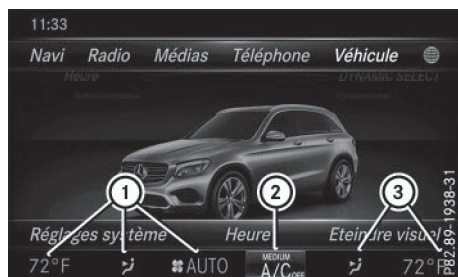 11:33
Navi Radio Médias Téléphone Véhicule
Heure DYNAMIC SELECT
1 2 3
Réglages système Heure Eteindre visuel
72°F AUTO MEDIUM A/C OFF 72°F
P82.89-1938-31